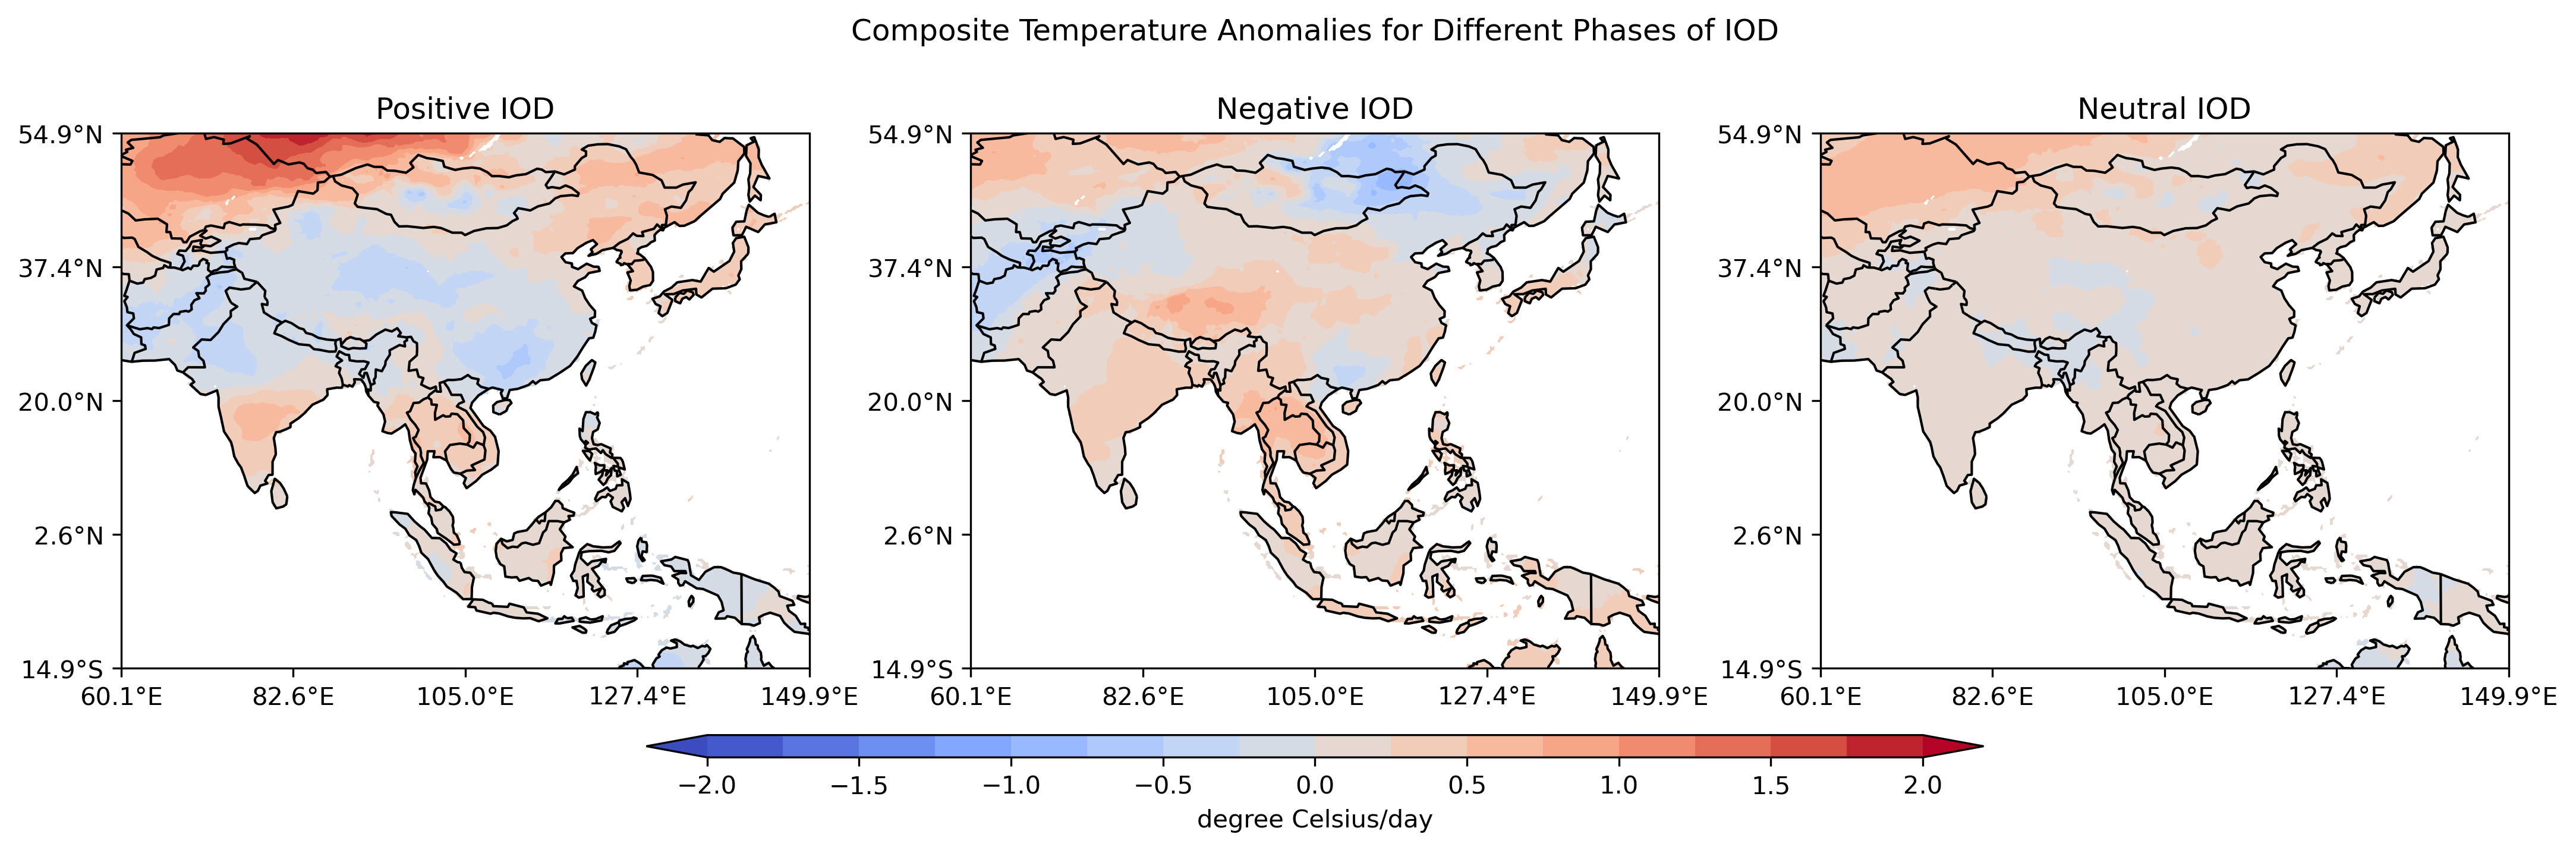 Composite Temperature Anomalies for Different Phases of IOD
Positive IOD
54.9°N
37.4°N
20.0°N
2.6°N
14.9°S
60.1°E 82.6°E 105.0°E 127.4°E 149.9°E
Negative IOD
54.9°N
37.4°N
20.0°N
2.6°N
14.9°S
60.1°E 82.6°E 105.0°E 127.4°E 149.9°E
Neutral IOD
54.9°N
37.4°N
20.0°N
2.6°N
14.9°S
60.1°E 82.6°E 105.0°E 127.4°E 149.9°E
−2.0 −1.5 −1.0 −0.5 0.0 0.5 1.0 1.5 2.0
degree Celsius/day